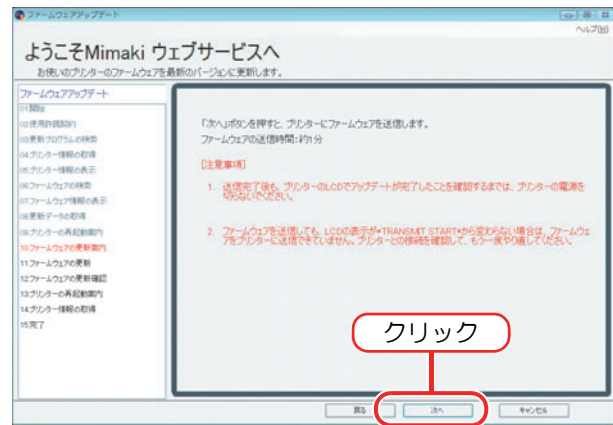 ファームウェアアップデート
ヘルプ(H)
ようこそMimaki ウェブサービスへ
お使いのプリンターのファームウェアを最新のバージョンに更新します。
ファームウェアアップデート
01開始
02使用許諾契約
03更新プログラムの検索
04プリンター情報の取得
05プリンター情報の表示
06ファームウェアの検索
07ファームウェア情報の表示
08更新データの取得
09プリンターの再起動案内
10ファームウェアの更新案内
11ファームウェアの更新
12ファームウェアの更新確認
13プリンターの再起動案内
14プリンター情報の取得
15完了
「次へ」ボタンを押すと、プリンターにファームウェアを送信します。
ファームウェアの送信時間:約1分
[注意事項]
1. 送信完了後も、プリンターのLCDでアップデートが完了したことを確認するまでは、プリンターの電源を
切らないでください。
2. ファームウェアを送信しても、LCDの表示が*TRANSMIT START*から変わらない場合は、ファームウェ
アをプリンターに送信できていません。プリンターとの接続を確認して、もう一度やり直してください。
クリック
戻る
次へ
キャンセル